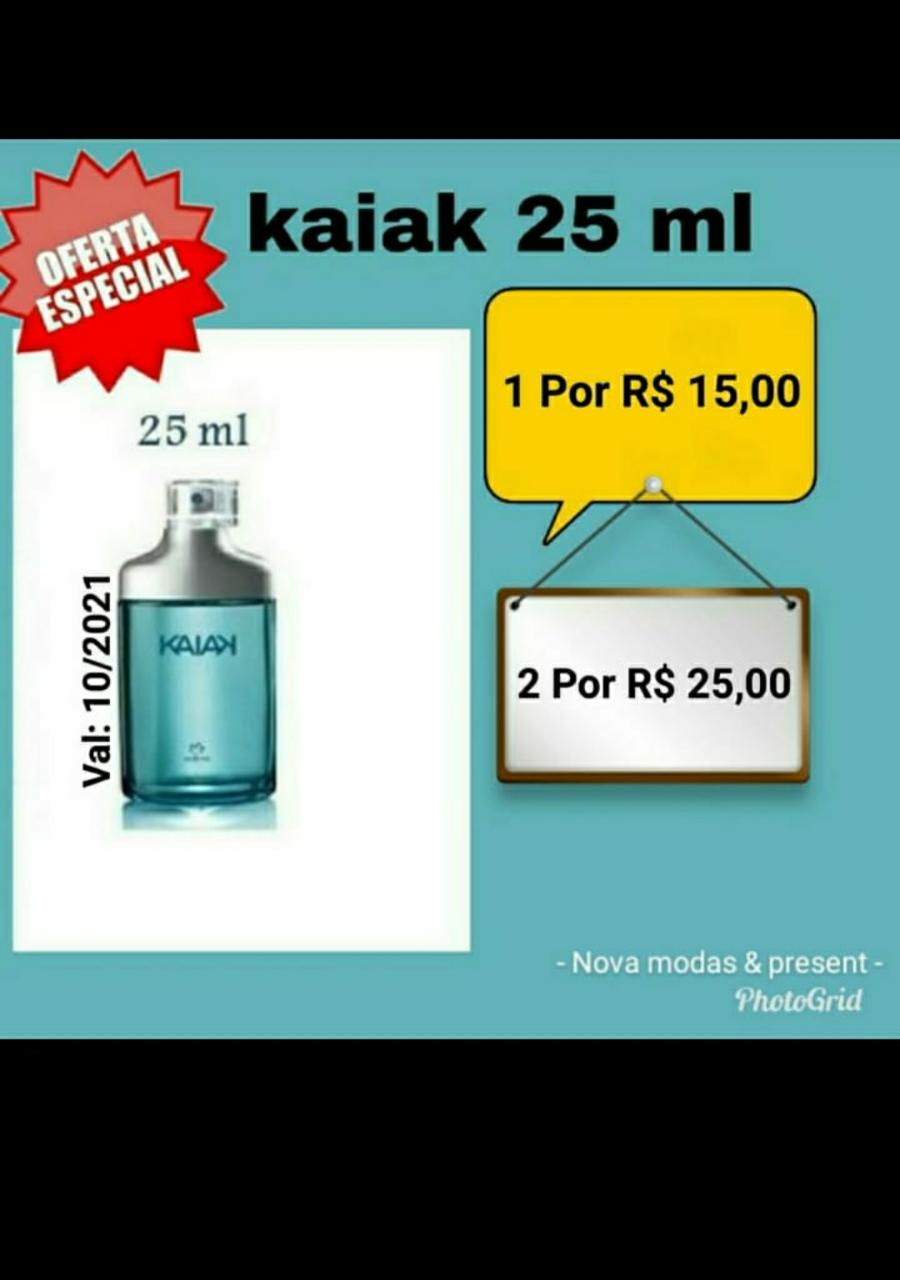 kaiak 25 ml
OFERTA
ESPECIAL
1 Por R$ 15,00
25 ml
Val: 10/2021
KAIAK
2 Por R$ 25,00
- Nova modas & present -
PhotoGrid